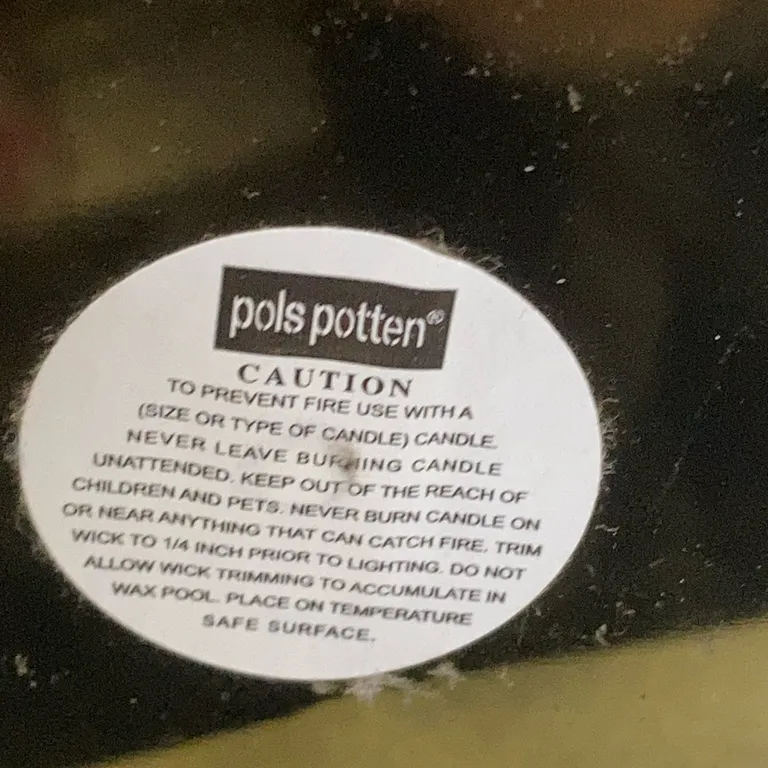 pols potten®
CAUTION
TO PREVENT FIRE USE WITH A
(SIZE OR TYPE OF CANDLE) CANDLE.
NEVER LEAVE BURNING CANDLE
UNATTENDED. KEEP OUT OF THE REACH OF
CHILDREN AND PETS. NEVER BURN CANDLE ON
OR NEAR ANYTHING THAT CAN CATCH FIRE. TRIM
WICK TO 1/4 INCH PRIOR TO LIGHTING. DO NOT
ALLOW WICK TRIMMING TO ACCUMULATE IN
WAX POOL. PLACE ON TEMPERATURE
SAFE SURFACE.